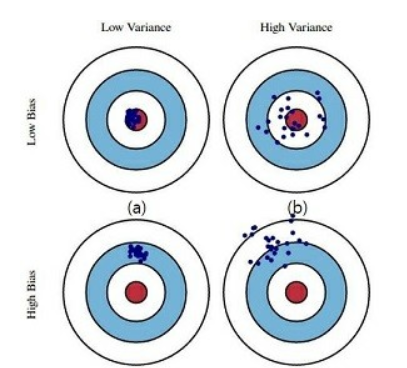 Low Variance
High Variance
Low Bias
(a)
(b)
High Bias